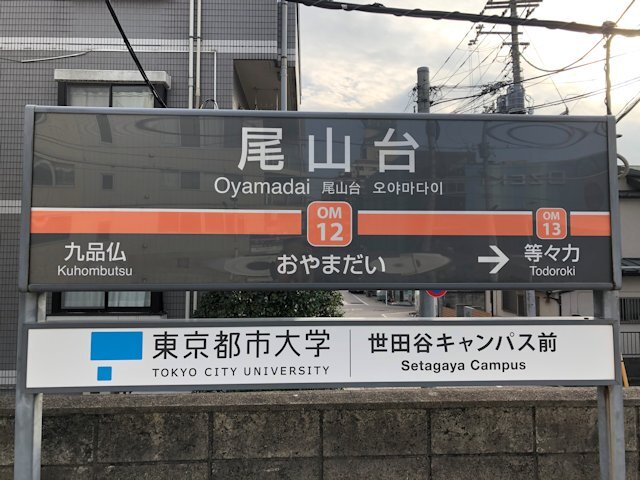 尾山台
Oyamadai 尾山台 오야마다이
OM
12
OM
13
九品仏
Kuhombutsu
おやまだい
等々力
Todoroki
東京都市大学
TOKYO CITY UNIVERSITY
世田谷キャンパス前
Setagaya Campus